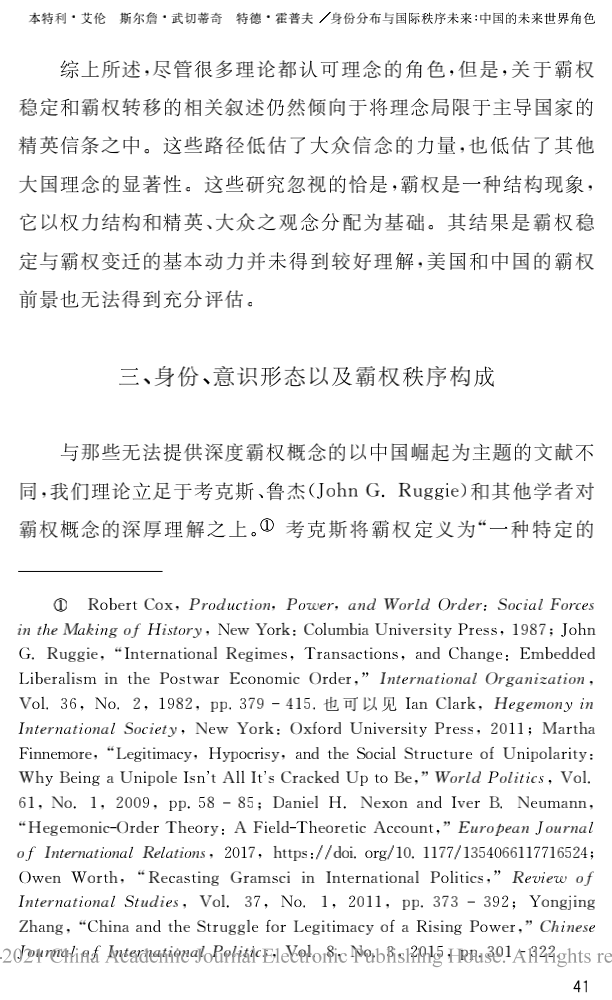 本特利·艾伦　斯尔詹·武切蒂奇　特德·霍普夫／身份分布与国际秩序未来:中国的未来世界角色
综上所述,尽管很多理论都认可理念的角色,但是,关于霸权
稳定和霸权转移的相关叙述仍然倾向于将理念局限于主导国家的
精英信条之中。这些路径低估了大众信念的力量,也低估了其他
大国理念的显著性。这些研究忽视的恰是,霸权是一种结构现象,
它以权力结构和精英、大众之观念分配为基础。其结果是霸权稳
定与霸权变迁的基本动力并未得到较好理解,美国和中国的霸权
前景也无法得到充分评估。
三、身份、意识形态以及霸权秩序构成
与那些无法提供深度霸权概念的以中国崛起为主题的文献不
同,我们理论立足于考克斯、鲁杰(John G. Ruggie)和其他学者对
霸权概念的深厚理解之上。① 考克斯将霸权定义为“一种特定的
① Robert Cox, Production, Power, and World Order: Social Forces
in the Making of History, New York: Columbia University Press, 1987; John
G. Ruggie, “International Regimes, Transactions, and Change: Embedded
Liberalism in the Postwar Economic Order,” International Organization,
Vol. 36, No. 2, 1982, pp. 379 - 415. 也可以见 Ian Clark, Hegemony in
International Society, New York: Oxford University Press, 2011; Martha
Finnemore, “Legitimacy, Hypocrisy, and the Social Structure of Unipolarity:
Why Being a Unipole Isn't All It's Cracked Up to Be,” World Politics, Vol.
61, No. 1, 2009, pp. 58 - 85; Daniel H. Nexon and Iver B. Neumann,
“Hegemonic-Order Theory: A Field-Theoretic Account,” European Journal
of International Relations, 2017, https://doi. org/10. 1177/1354066117716524;
Owen Worth, “Recasting Gramsci in International Politics,” Review of
International Studies, Vol. 37, No. 1, 2011, pp. 373 - 392; Yongjing
Zhang, “China and the Struggle for Legitimacy of a Rising Power,” Chinese
Journal of International Politics, Vol. 8, No. 3, 2015, pp. 301 - 322.
-2021 China Academic Journal Electronic Publishing House. All rights re
41